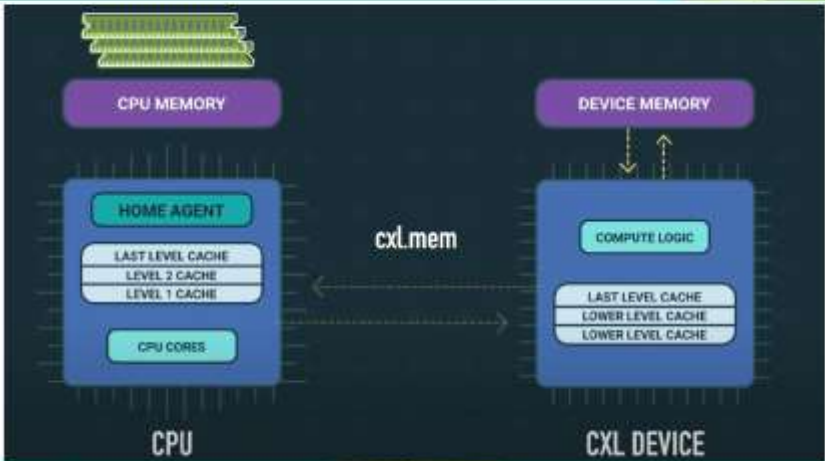 CPU MEMORY
DEVICE MEMORY
HOME AGENT
LAST LEVEL CACHE
LEVEL 2 CACHE
LEVEL 1 CACHE
CPU CORES
cxl.mem
COMPUTE LOGIC
LAST LEVEL CACHE
LOWER LEVEL CACHE
LOWER LEVEL CACHE
CPU
CXL DEVICE